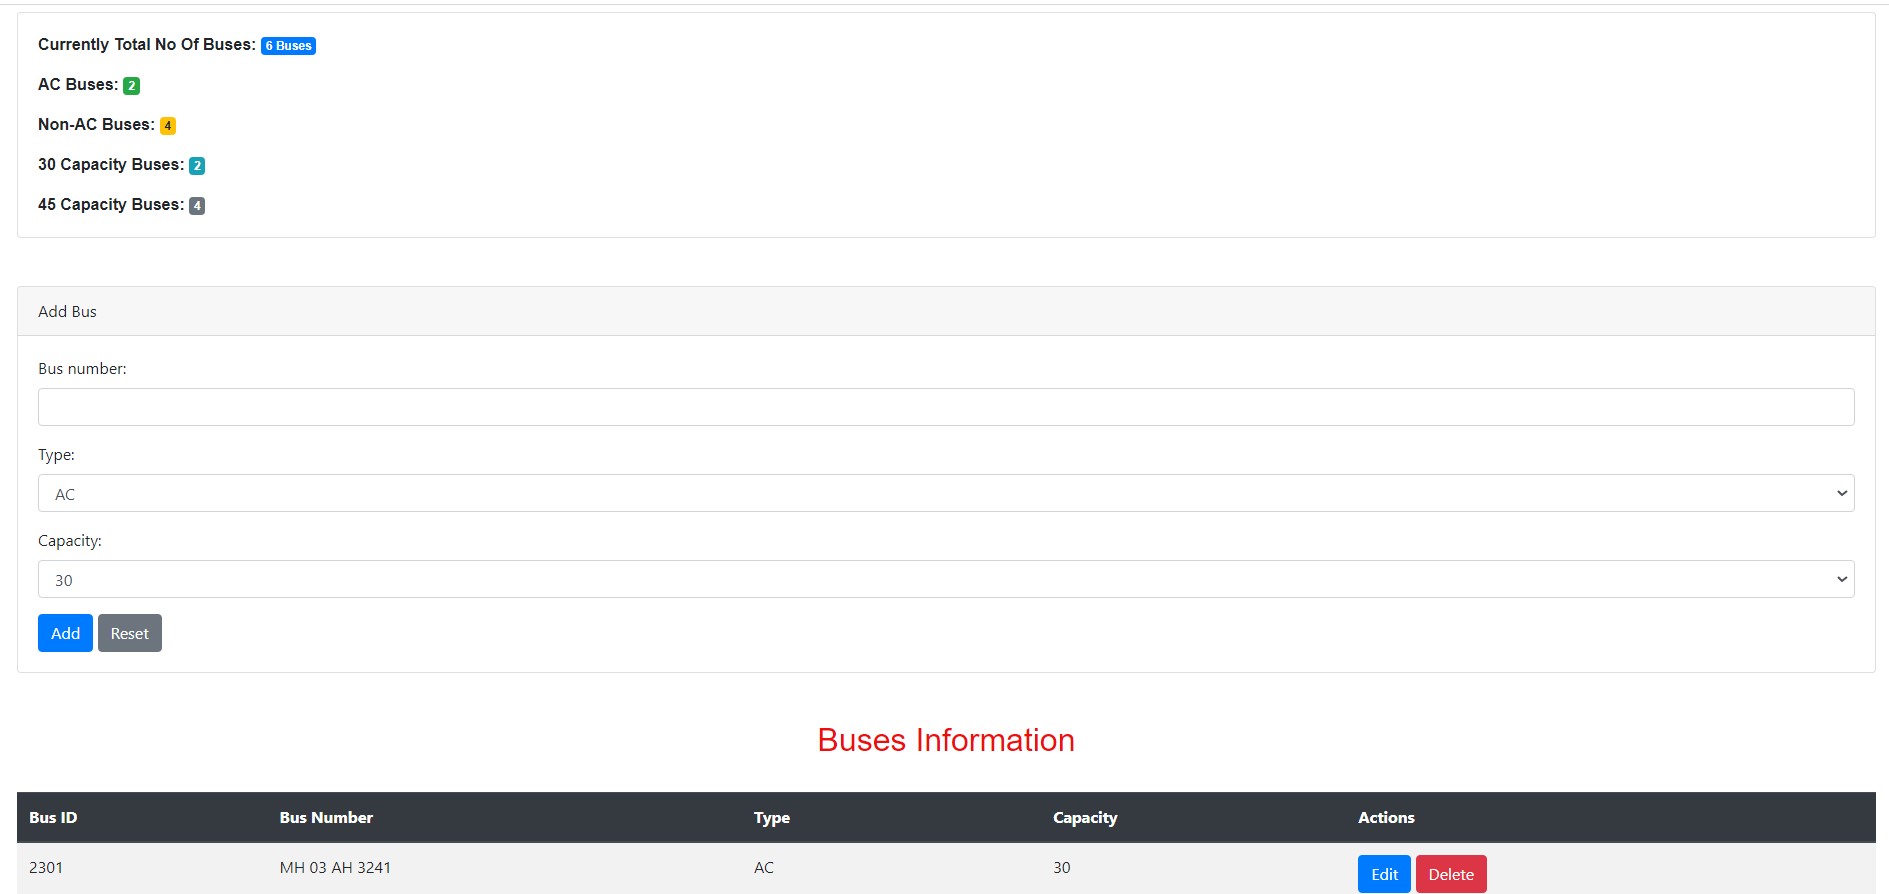 Currently Total No Of Buses: 6 Buses
AC Buses: 2
Non-AC Buses: 4
30 Capacity Buses: 2
45 Capacity Buses: 4
Add Bus
Bus number:
Type:
AC
Capacity:
30
Add Reset
Buses Information
Bus ID Bus Number Type Capacity Actions
2301 MH 03 AH 3241 AC 30 Edit Delete